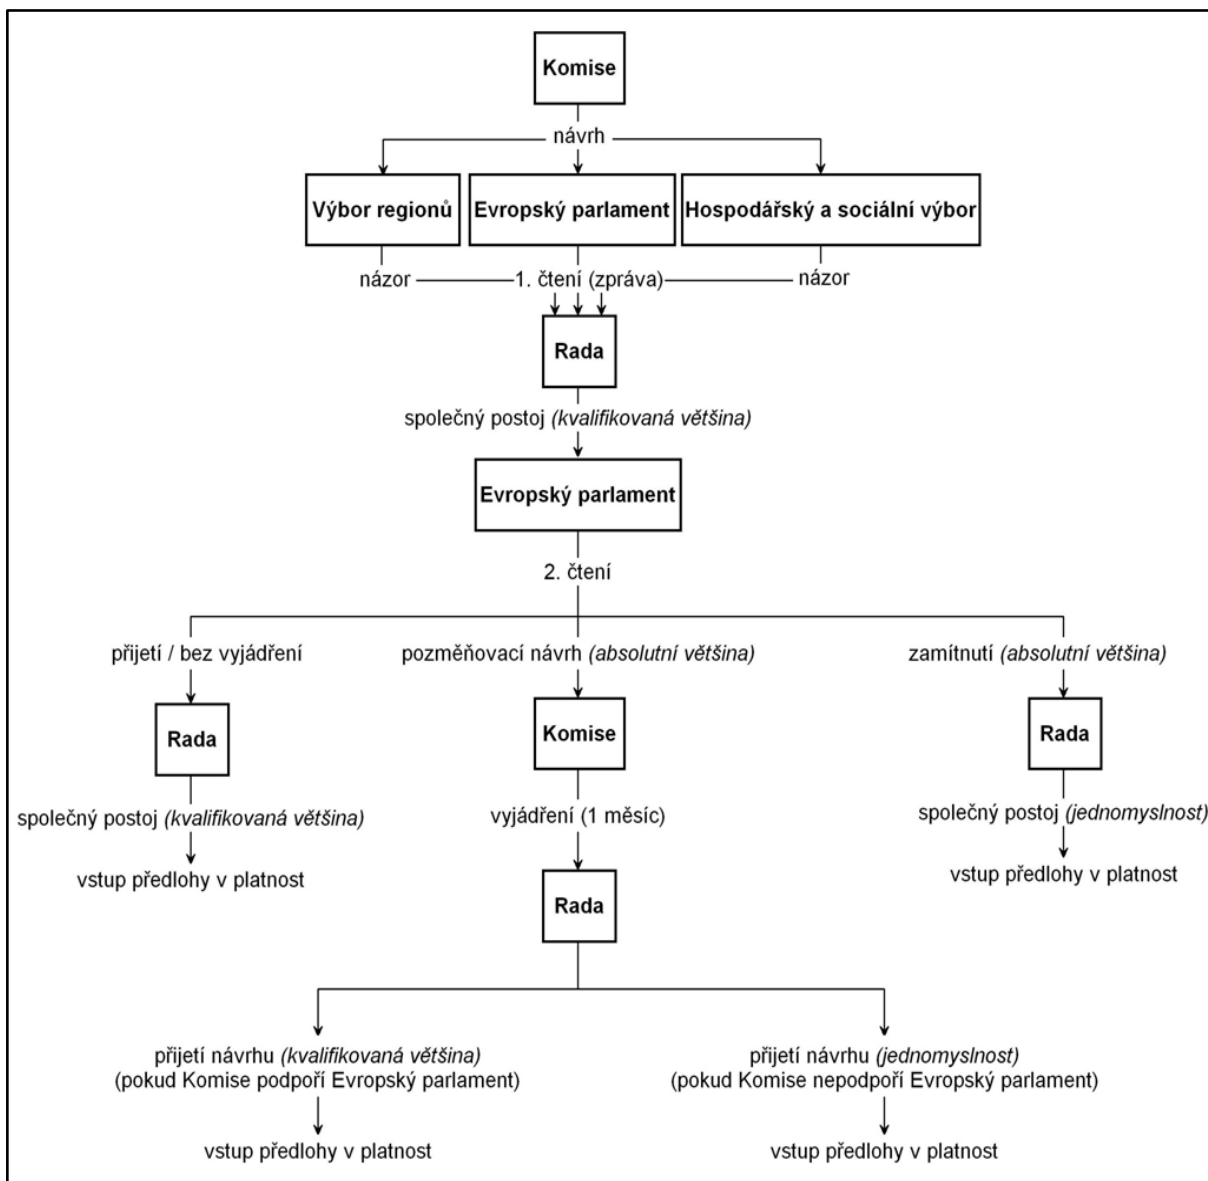 Komise
návrh
Výbor regionů
Evropský parlament
Hospodářský a sociální výbor
názor
1. čtení (zpráva)
názor
Rada
společný postoj (kvalifikovaná většina)
Evropský parlament
2. čtení
přijetí / bez vyjádření
pozměňovací návrh (absolutní většina)
zamítnutí (absolutní většina)
Rada
Komise
Rada
společný postoj (kvalifikovaná většina)
vyjádření (1 měsíc)
společný postoj (jednomyslnost)
vstup předlohy v platnost
vstup předlohy v platnost
Rada
přijetí návrhu (kvalifikovaná většina)
(pokud Komise podpoří Evropský parlament)
přijetí návrhu (jednomyslnost)
(pokud Komise nepodpoří Evropský parlament)
vstup předlohy v platnost
vstup předlohy v platnost